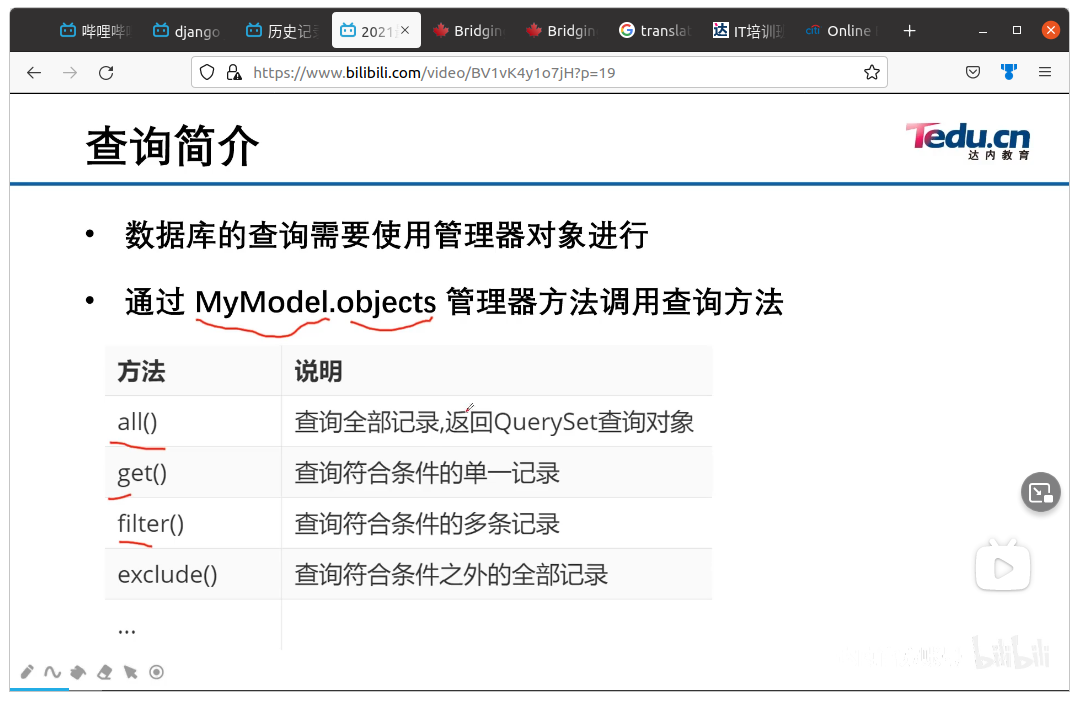 哔哩哔哩
django
历史记录
2021
Bridging
Bridging
translat
IT培训班
Online
https://www.bilibili.com/video/BV1vK4y1o7jH?p=19
查询简介
Tedu.cn
达内教育
• 数据库的查询需要使用管理器对象进行
• 通过 MyModel.objects 管理器方法调用查询方法
方法 说明
all() 查询全部记录,返回QuerySet查询对象
get() 查询符合条件的单一记录
filter() 查询符合条件的多条记录
exclude() 查询符合条件之外的全部记录
...
bilibili